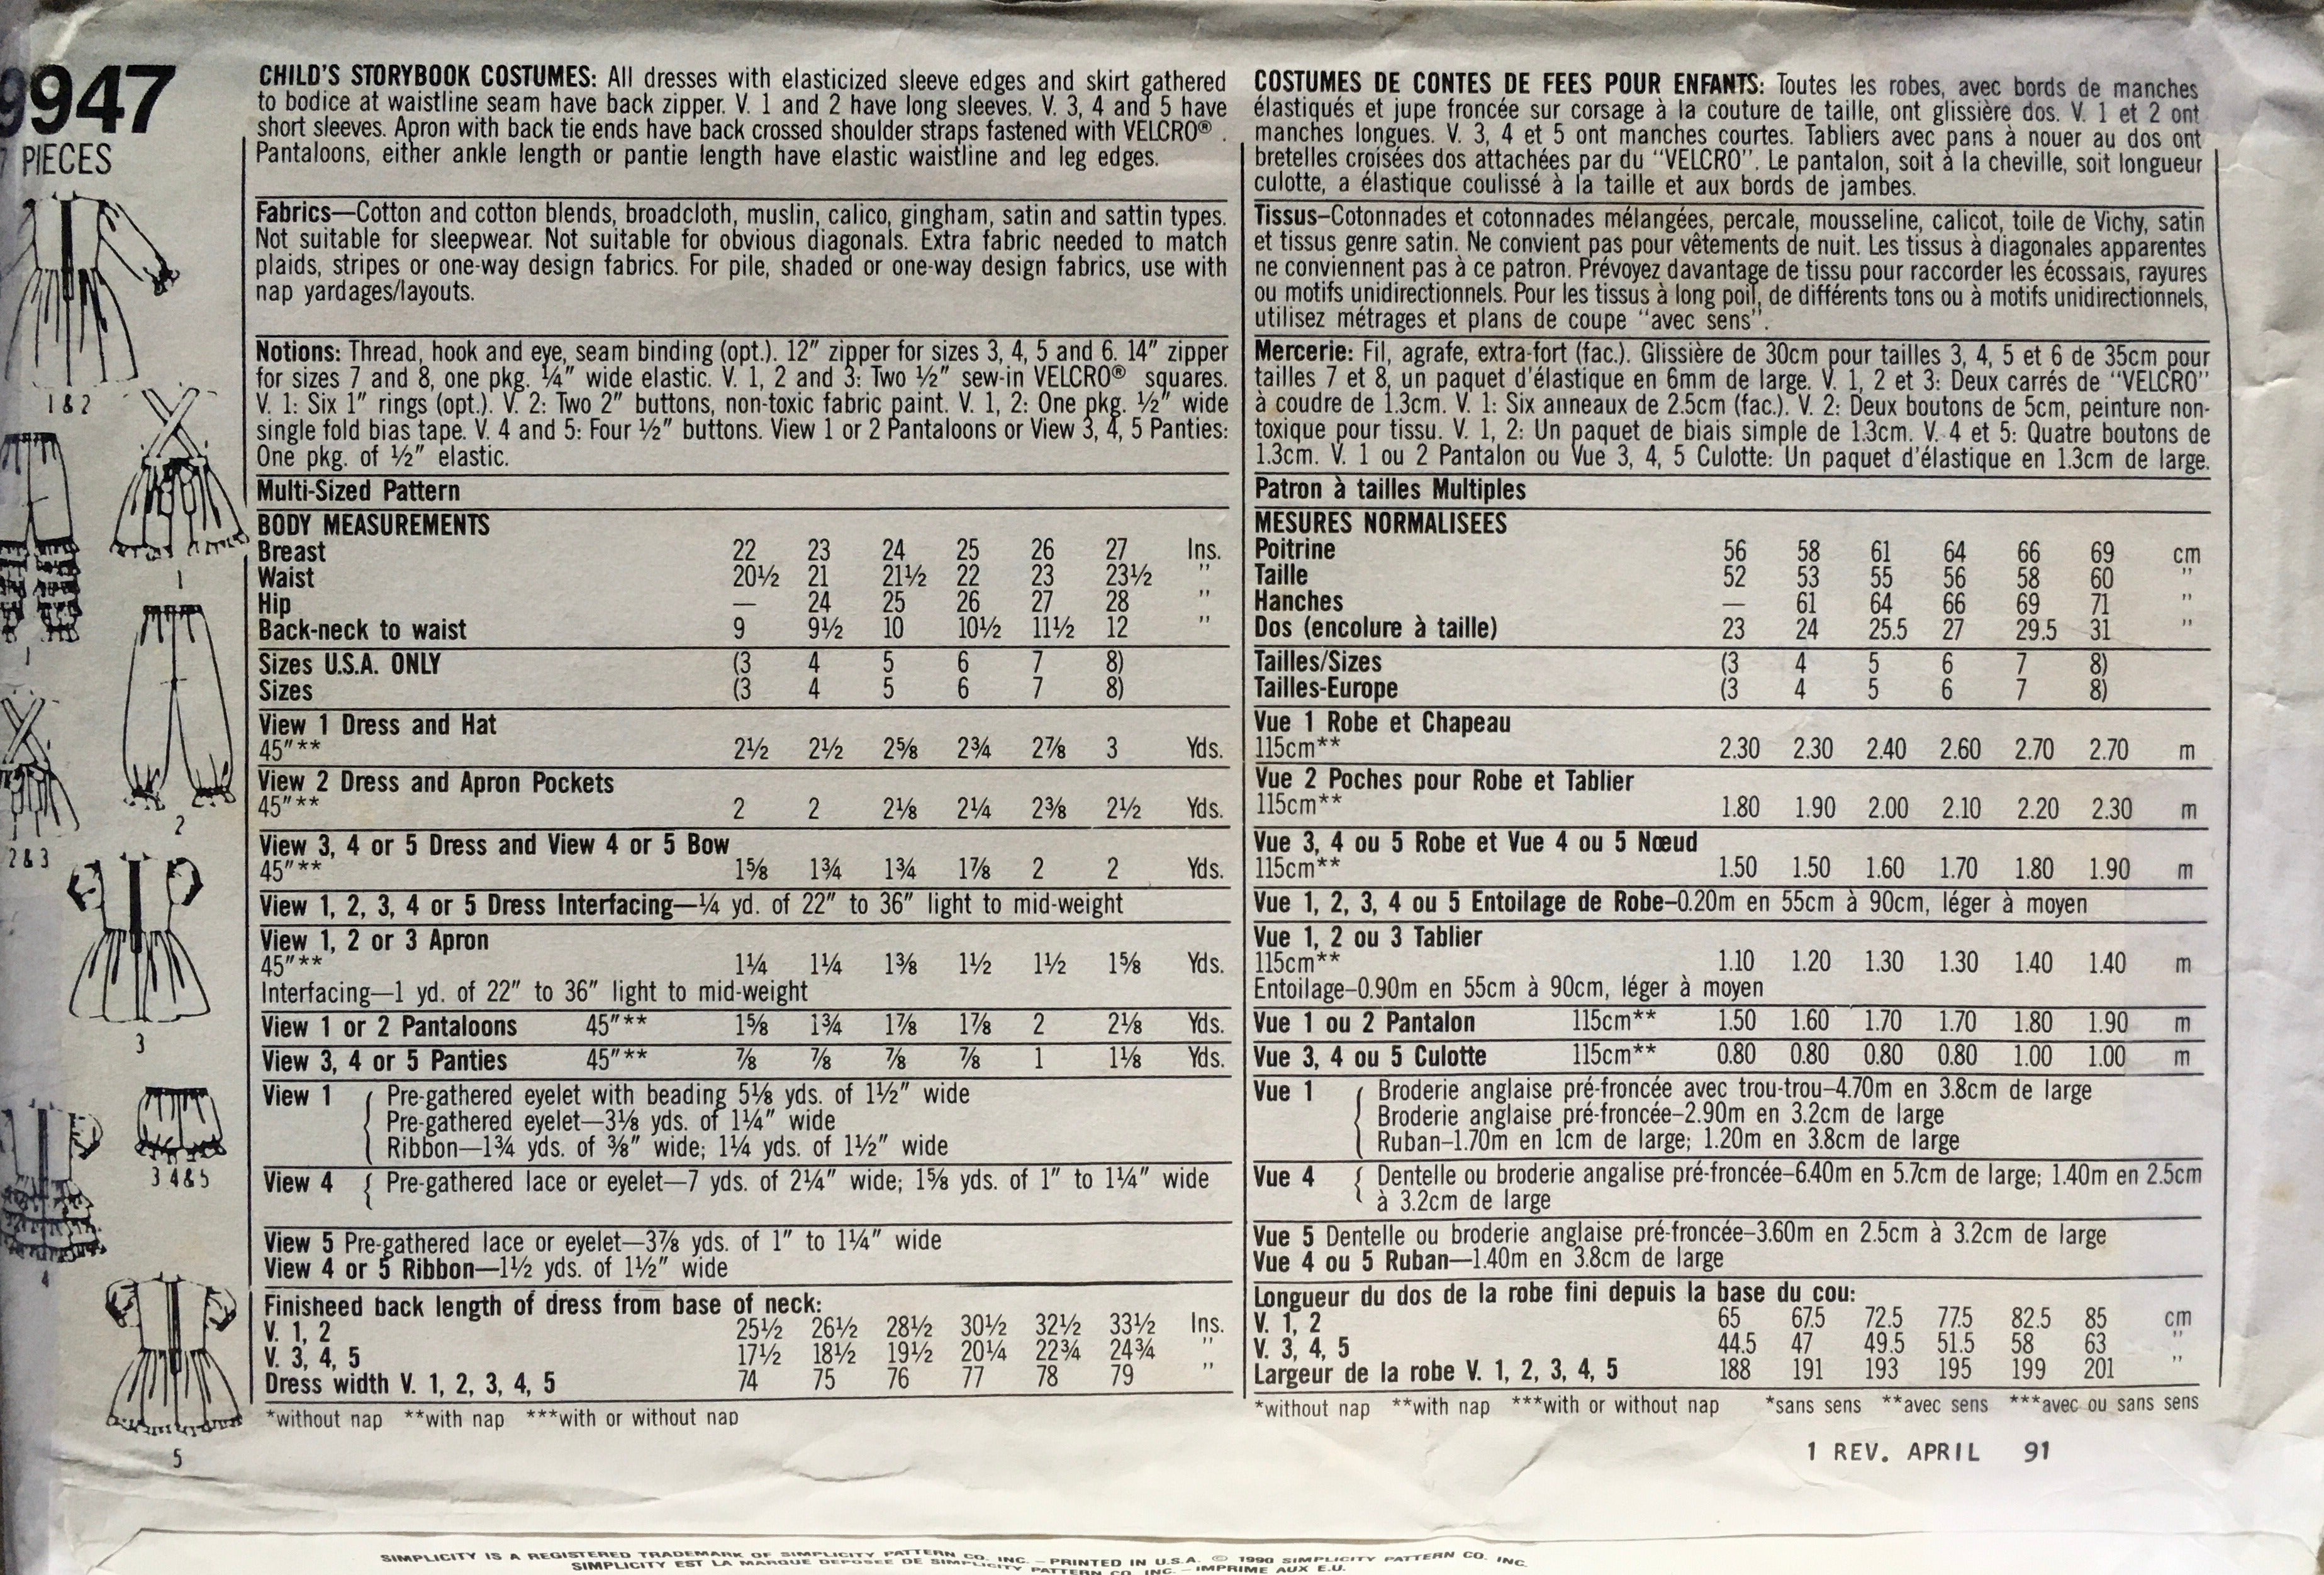 9947
7 PIECES
1 & 2
1
1
2
2 & 3
3
3 4 & 5
4
5
CHILD'S STORYBOOK COSTUMES: All dresses with elasticized sleeve edges and skirt gathered
to bodice at waistline seam have back zipper. V. 1 and 2 have long sleeves. V. 3, 4 and 5 have
short sleeves. Apron with back tie ends have back crossed shoulder straps fastened with VELCRO® .
Pantaloons, either ankle length or pantie length have elastic waistline and leg edges.
Fabrics—Cotton and cotton blends, broadcloth, muslin, calico, gingham, satin and sattin types.
Not suitable for sleepwear. Not suitable for obvious diagonals. Extra fabric needed to match
plaids, stripes or one-way design fabrics. For pile, shaded or one-way design fabrics, use with
nap yardages/layouts.
Notions: Thread, hook and eye, seam binding (opt.). 12″ zipper for sizes 3, 4, 5 and 6. 14″ zipper
for sizes 7 and 8, one pkg. ¼″ wide elastic. V. 1, 2 and 3: Two ½″ sew-in VELCRO® squares.
V. 1: Six 1″ rings (opt.). V. 2: Two 2″ buttons, non-toxic fabric paint. V. 1, 2: One pkg. ½″ wide
single fold bias tape. V. 4 and 5: Four ½″ buttons. View 1 or 2 Pantaloons or View 3, 4, 5 Panties:
One pkg. of ½″ elastic.
Multi-Sized Pattern
BODY MEASUREMENTS
Breast 22 23 24 25 26 27 Ins.
Waist 20½ 21 21½ 22 23 23½ ″
Hip — 24 25 26 27 28 ″
Back-neck to waist 9 9½ 10 10½ 11½ 12 ″
Sizes U.S.A. ONLY (3 4 5 6 7 8)
Sizes (3 4 5 6 7 8)
View 1 Dress and Hat
45″** 2½ 2½ 2⅝ 2¾ 2⅞ 3 Yds.
View 2 Dress and Apron Pockets
45″** 2 2 2⅛ 2¼ 2⅜ 2½ Yds.
View 3, 4 or 5 Dress and View 4 or 5 Bow
45″** 1⅝ 1¾ 1¾ 1⅞ 2 2 Yds.
View 1, 2, 3, 4 or 5 Dress Interfacing—¼ yd. of 22″ to 36″ light to mid-weight
View 1, 2 or 3 Apron
45″** 1¼ 1¼ 1⅜ 1½ 1½ 1⅝ Yds.
Interfacing—1 yd. of 22″ to 36″ light to mid-weight
View 1 or 2 Pantaloons 45″** 1⅝ 1¾ 1⅞ 1⅞ 2 2⅛ Yds.
View 3, 4 or 5 Panties 45″** ⅞ ⅞ ⅞ ⅞ 1 1⅛ Yds.
View 1 Pre-gathered eyelet with beading 5⅛ yds. of 1½″ wide
Pre-gathered eyelet—3⅛ yds. of 1¼″ wide
Ribbon—1¾ yds. of ⅜″ wide; 1¼ yds. of 1½″ wide
View 4 Pre-gathered lace or eyelet—7 yds. of 2¼″ wide; 1⅝ yds. of 1″ to 1¼″ wide
View 5 Pre-gathered lace or eyelet—3⅞ yds. of 1″ to 1¼″ wide
View 4 or 5 Ribbon—1½ yds. of 1½″ wide
Finisheed back length of dress from base of neck:
V. 1, 2 25½ 26½ 28½ 30½ 32½ 33½ Ins.
V. 3, 4, 5 17½ 18½ 19½ 20¼ 22¾ 24¾ ″
Dress width V. 1, 2, 3, 4, 5 74 75 76 77 78 79 ″
*without nap **with nap ***with or without nap
COSTUMES DE CONTES DE FEES POUR ENFANTS: Toutes les robes, avec bords de manches
élastiqués et jupe froncée sur corsage à la couture de taille, ont glissière dos. V. 1 et 2 ont
manches longues. V. 3, 4 et 5 ont manches courtes. Tabliers avec pans à nouer au dos ont
bretelles croisées dos attachées par du "VELCRO". Le pantalon, soit à la cheville, soit longueur
culotte, a élastique coulissé à la taille et aux bords de jambes.
Tissus–Cotonnades et cotonnades mélangées, percale, mousseline, calicot, toile de Vichy, satin
et tissus genre satin. Ne convient pas pour vêtements de nuit. Les tissus à diagonales apparentes
ne conviennent pas à ce patron. Prévoyez davantage de tissu pour raccorder les écossais, rayures
ou motifs unidirectionnels. Pour les tissus à long poil, de différents tons ou à motifs unidirectionnels,
utilisez métrages et plans de coupe "avec sens".
Mercerie: Fil, agrafe, extra-fort (fac.). Glissière de 30cm pour tailles 3, 4, 5 et 6 de 35cm pour
tailles 7 et 8, un paquet d'élastique en 6mm de large. V. 1, 2 et 3: Deux carrés de "VELCRO"
à coudre de 1.3cm. V. 1: Six anneaux de 2.5cm (fac.). V. 2: Deux boutons de 5cm, peinture non-
toxique pour tissu. V. 1, 2: Un paquet de biais simple de 1.3cm. V. 4 et 5: Quatre boutons de
1.3cm. V. 1 ou 2 Pantalon ou Vue 3, 4, 5 Culotte: Un paquet d'élastique en 1.3cm de large.
Patron à tailles Multiples
MESURES NORMALISEES
Poitrine 56 58 61 64 66 69 cm
Taille 52 53 55 56 58 60 ″
Hanches — 61 64 66 69 71 ″
Dos (encolure à taille) 23 24 25.5 27 29.5 31 ″
Tailles/Sizes (3 4 5 6 7 8)
Tailles-Europe (3 4 5 6 7 8)
Vue 1 Robe et Chapeau
115cm** 2.30 2.30 2.40 2.60 2.70 2.70 m
Vue 2 Poches pour Robe et Tablier
115cm** 1.80 1.90 2.00 2.10 2.20 2.30 m
Vue 3, 4 ou 5 Robe et Vue 4 ou 5 Nœud
115cm** 1.50 1.50 1.60 1.70 1.80 1.90 m
Vue 1, 2, 3, 4 ou 5 Entoilage de Robe–0.20m en 55cm à 90cm, léger à moyen
Vue 1, 2 ou 3 Tablier
115cm** 1.10 1.20 1.30 1.30 1.40 1.40 m
Entoilage–0.90m en 55cm à 90cm, léger à moyen
Vue 1 ou 2 Pantalon 115cm** 1.50 1.60 1.70 1.70 1.80 1.90 m
Vue 3, 4 ou 5 Culotte 115cm** 0.80 0.80 0.80 0.80 1.00 1.00 m
Vue 1 Broderie anglaise pré-froncée avec trou-trou–4.70m en 3.8cm de large
Broderie anglaise pré-froncée–2.90m en 3.2cm de large
Ruban–1.70m en 1cm de large; 1.20m en 3.8cm de large
Vue 4 Dentelle ou broderie angalise pré-froncée–6.40m en 5.7cm de large; 1.40m en 2.5cm
à 3.2cm de large
Vue 5 Dentelle ou broderie anglaise pré-froncée–3.60m en 2.5cm à 3.2cm de large
Vue 4 ou 5 Ruban—1.40m en 3.8cm de large
Longueur du dos de la robe fini depuis la base du cou:
V. 1, 2 65 67.5 72.5 77.5 82.5 85 cm
V. 3, 4, 5 44.5 47 49.5 51.5 58 63 ″
Largeur de la robe V. 1, 2, 3, 4, 5 188 191 193 195 199 201 ″
*without nap **with nap ***with or without nap *sans sens **avec sens ***avec ou sans sens
1 REV. APRIL 91
SIMPLICITY IS A REGISTERED TRADEMARK OF SIMPLICITY PATTERN CO. INC. – PRINTED IN U.S.A. © 1990 SIMPLICITY PATTERN CO. INC.
SIMPLICITY EST LA MARQUE DEPOSEE DE SIMPLICITY PATTERN CO. INC. – IMPRIME AUX E.U.